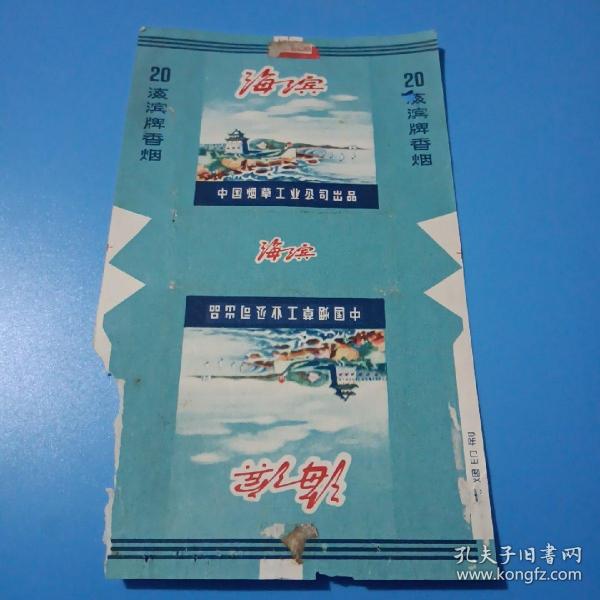 20
海滨牌香烟
海滨
中国烟草工业公司出品
20
海滨牌香烟
海滨
中国烟草工业公司出品
海滨
孔夫子旧书网
www.kongfz.com